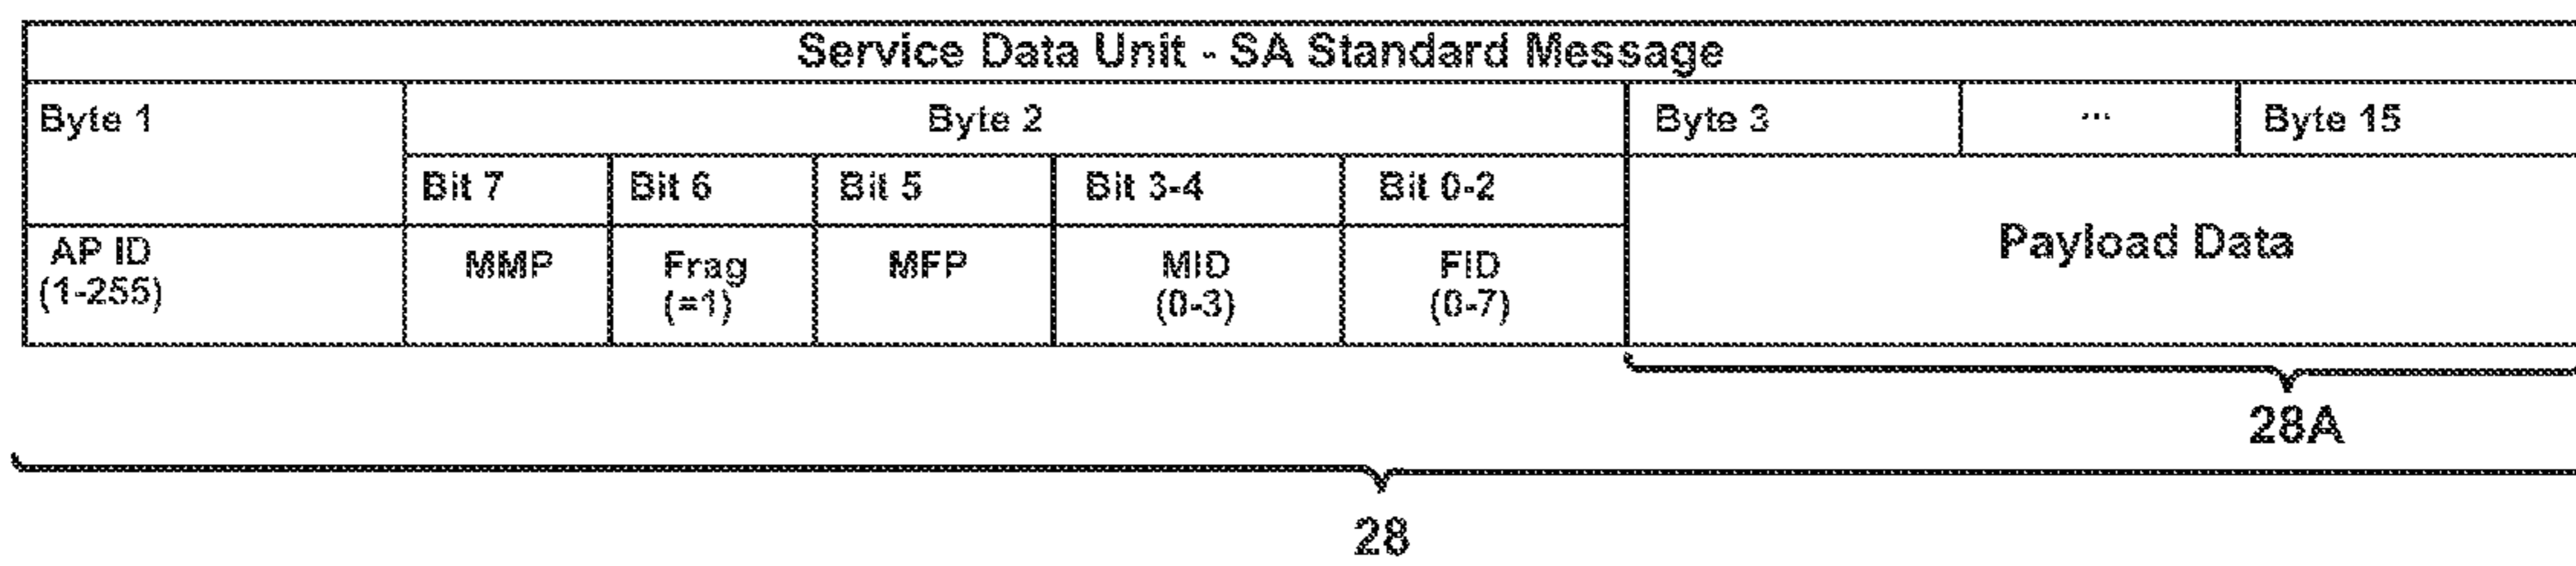 Service Data Unit - SA Standard Message
Byte 1 Byte 2 Byte 3 ... Byte 15
Bit 7 Bit 6 Bit 5 Bit 3-4 Bit 0-2
Payload Data
AP ID MMP Frag MFP MID FID
(1-255) (=1) (0-3) (0-7)
28A
28